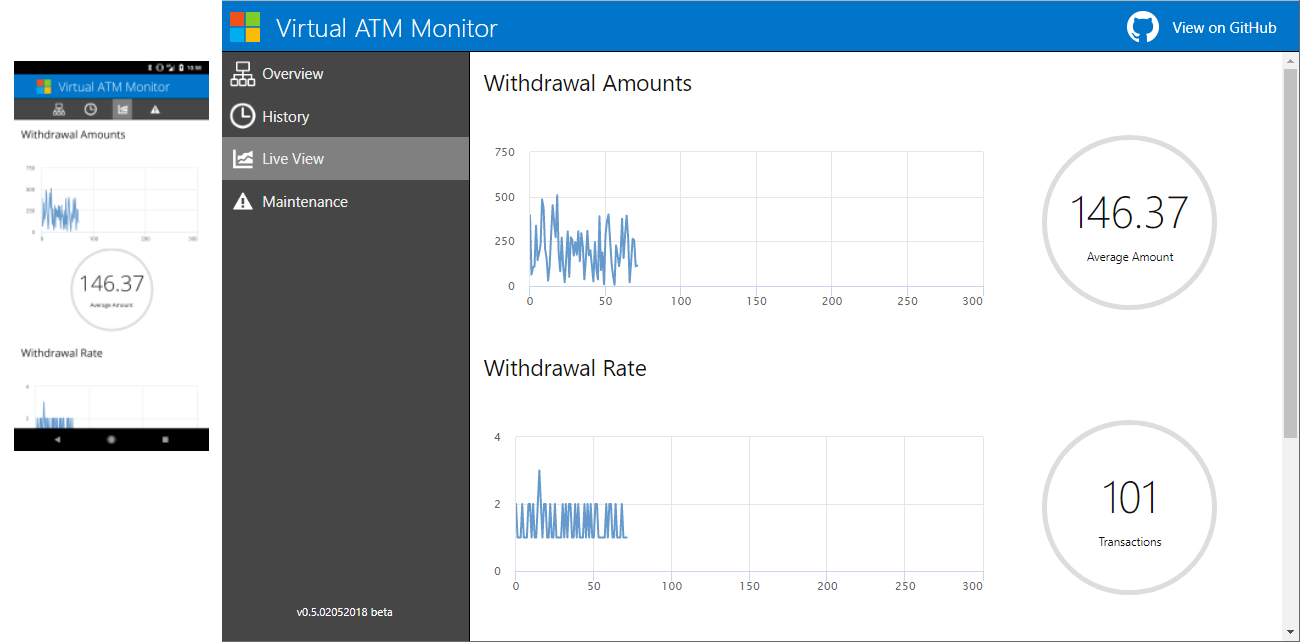 10:56
Virtual ATM Monitor
Withdrawal Amounts
750
500
250
0
0 100 200 300
146.37
Average Amount
Withdrawal Rate
4
2
Virtual ATM Monitor
View on GitHub
Overview
History
Live View
Maintenance
v0.5.02052018 beta
Withdrawal Amounts
750
500
250
0
0 50 100 150 200 250 300
146.37
Average Amount
Withdrawal Rate
4
2
0
0 50 100 150 200 250 300
101
Transactions